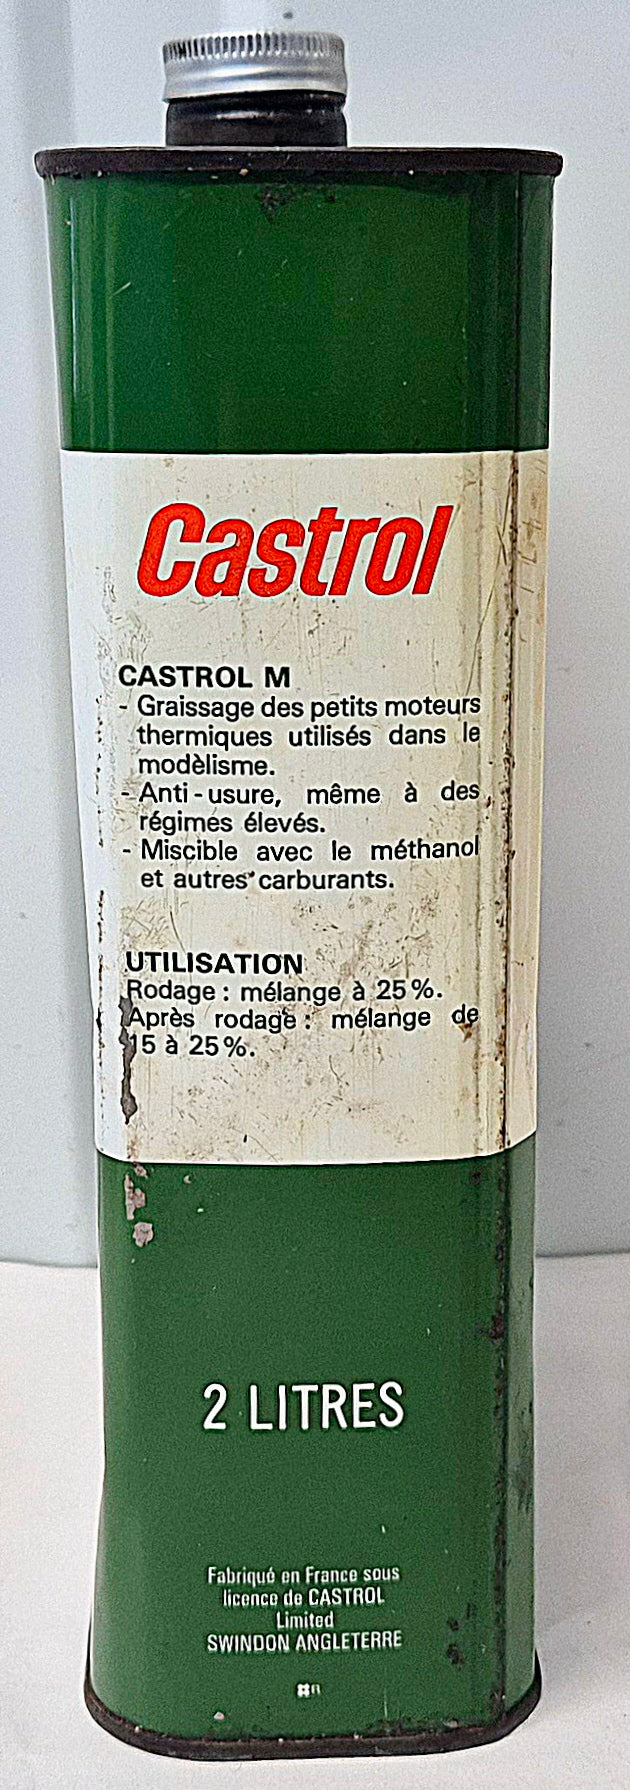 Castrol
CASTROL M
- Graissage des petits moteurs
thermiques utilisés dans le
modèlisme.
- Anti-usure, même à des
régimes élevés.
- Miscible avec le méthanol
et autres carburants.
UTILISATION
Rodage : mélange à 25%.
Après rodage : mélange de
15 à 25%.
2 LITRES
Fabriqué en France sous
licence de CASTROL
Limited
SWINDON ANGLETERRE